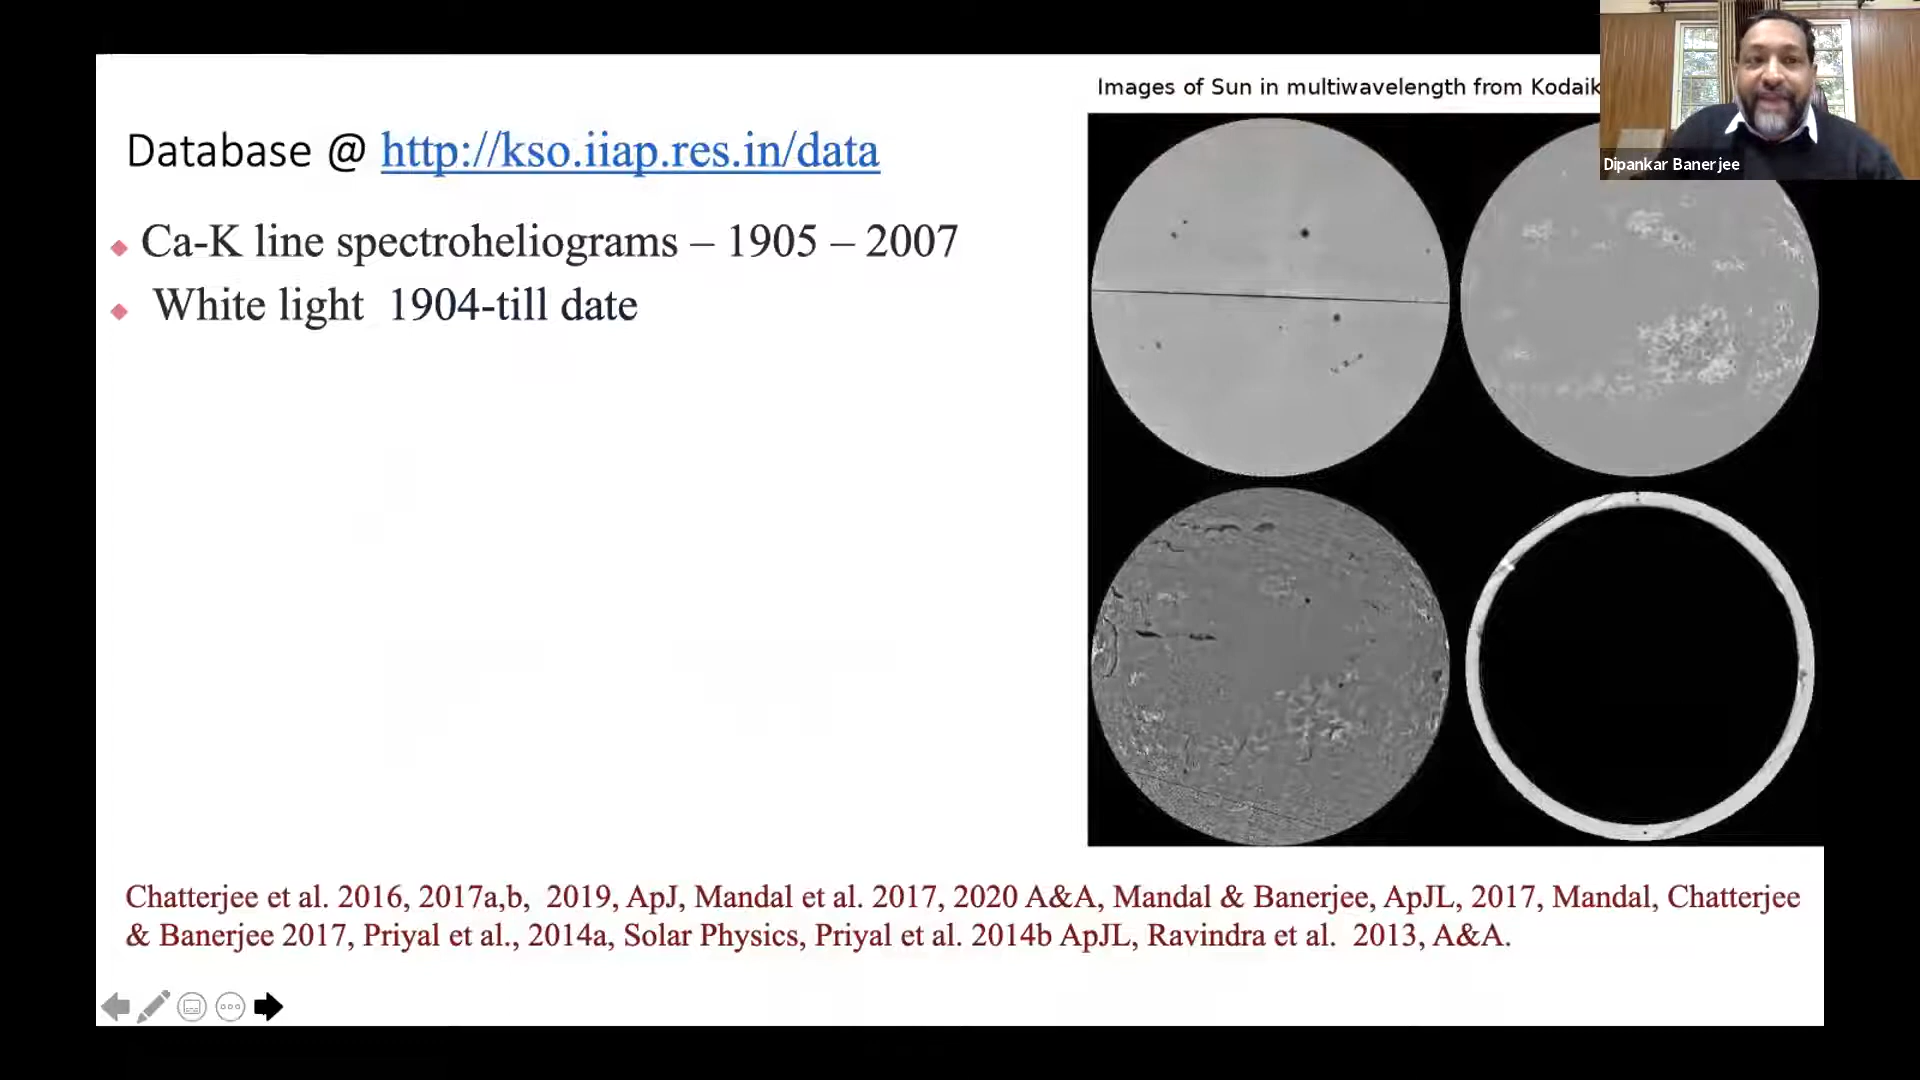 Images of Sun in multiwavelength from Kodaik
Dipankar Banerjee
Database @ http://kso.iiap.res.in/data
Ca-K line spectroheliograms – 1905 – 2007
White light 1904-till date
Chatterjee et al. 2016, 2017a,b, 2019, ApJ, Mandal et al. 2017, 2020 A&A, Mandal & Banerjee, ApJL, 2017, Mandal, Chatterjee
& Banerjee 2017, Priyal et al., 2014a, Solar Physics, Priyal et al. 2014b ApJL, Ravindra et al. 2013, A&A.